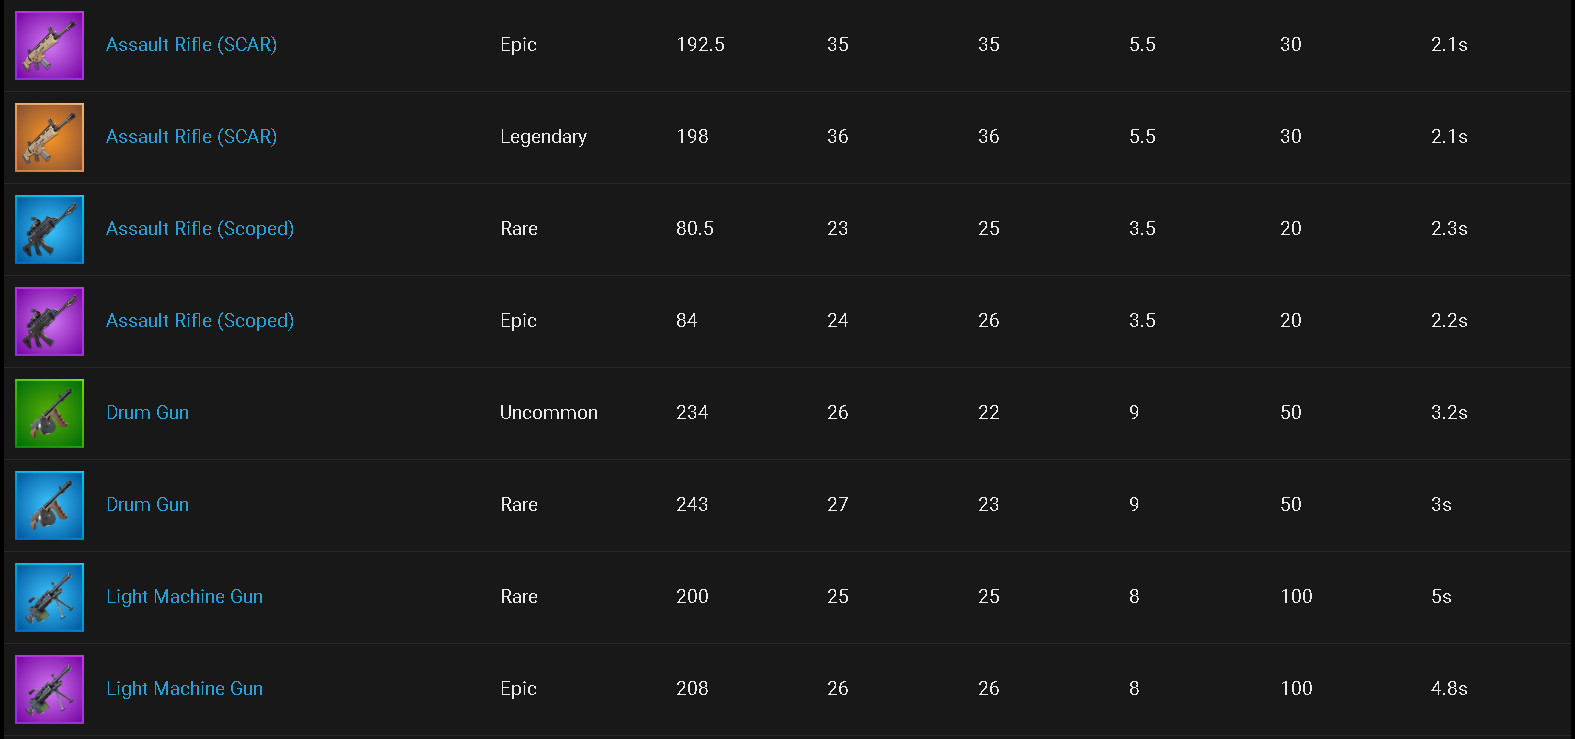 Assault Rifle (SCAR) Epic 192.5 35 35 5.5 30 2.1s
Assault Rifle (SCAR) Legendary 198 36 36 5.5 30 2.1s
Assault Rifle (Scoped) Rare 80.5 23 25 3.5 20 2.3s
Assault Rifle (Scoped) Epic 84 24 26 3.5 20 2.2s
Drum Gun Uncommon 234 26 22 9 50 3.2s
Drum Gun Rare 243 27 23 9 50 3s
Light Machine Gun Rare 200 25 25 8 100 5s
Light Machine Gun Epic 208 26 26 8 100 4.8s